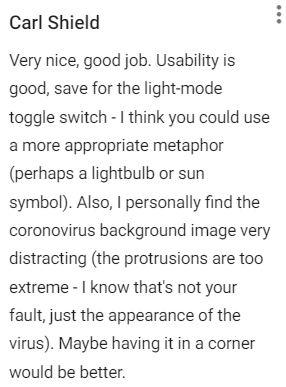 Carl Shield
Very nice, good job. Usability is
good, save for the light-mode
toggle switch - I think you could use
a more appropriate metaphor
(perhaps a lightbulb or sun
symbol). Also, I personally find the
coronovirus background image very
distracting (the protrusions are too
extreme - I know that's not your
fault, just the appearance of the
virus). Maybe having it in a corner
would be better.